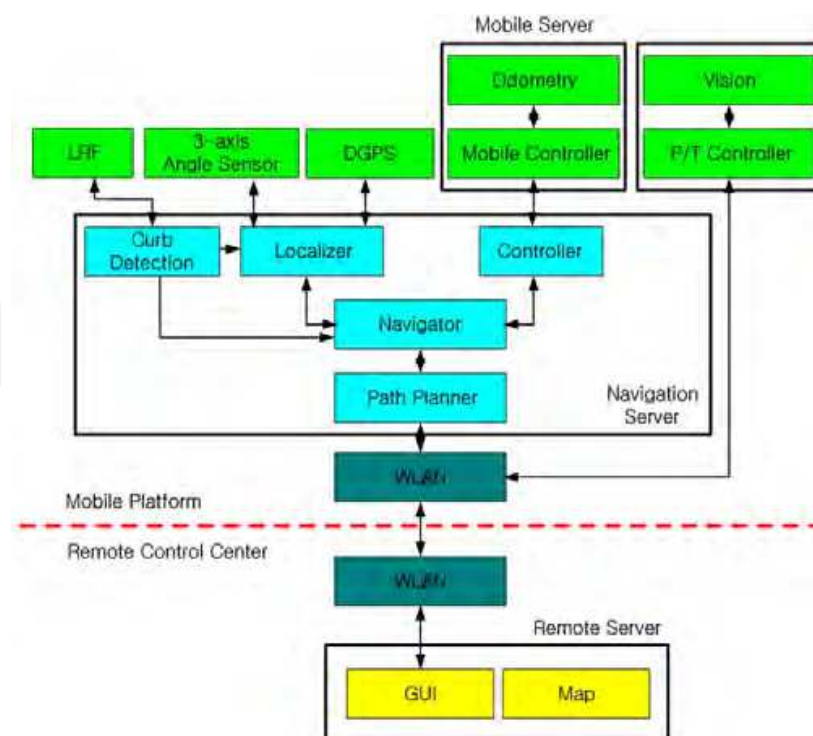 Mobile Server
Odometry
Vision
LRF
3-axis
Angle Sensor
DGPS
Mobile Controller
P/T Controller
Curb
Detection
Localizer
Controller
Navigator
Path Planner
Navigation
Server
WLAN
Mobile Platform
Remote Control Center
WLAN
Remote Server
GUI
Map